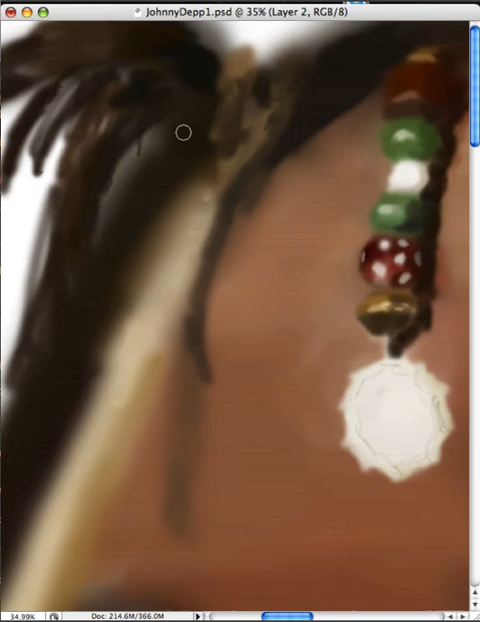 JohnnyDepp1.psd @ 35% (Layer 2, RGB/8)
34.99% Doc: 214.6M/366.0M